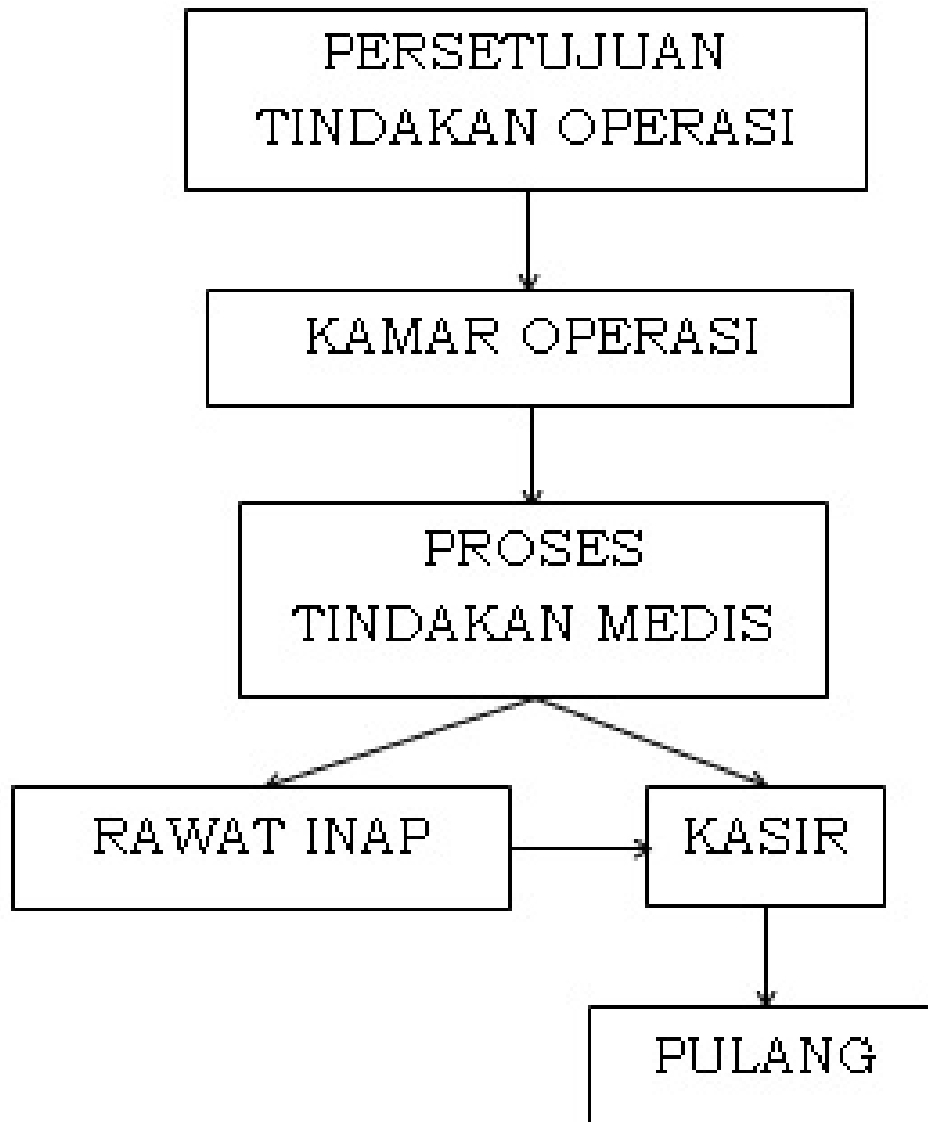 PERSETUJUAN
TINDAKAN OPERASI
KAMAR OPERASI
PROSES
TINDAKAN MEDIS
RAWAT INAP
KASIR
PULANG